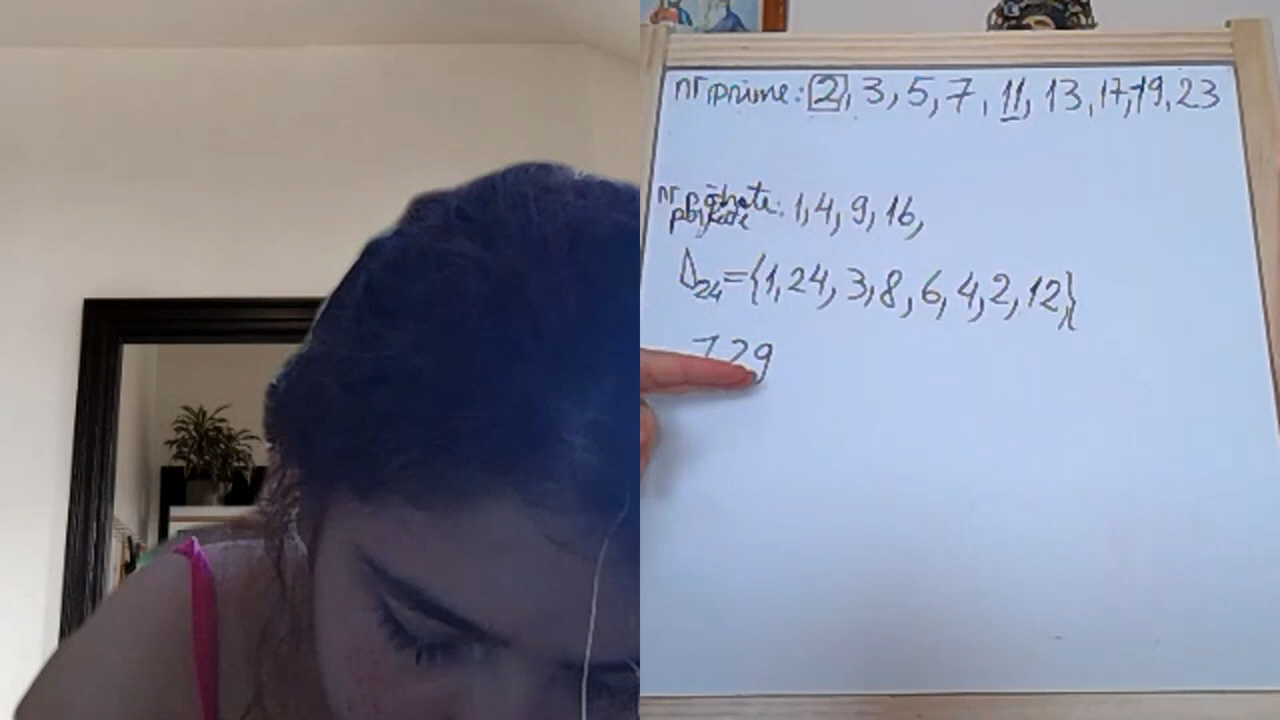 nr prime: 2, 3, 5, 7, 11, 13, 17, 19, 23
nr pătrate: 1, 4, 9, 16,
D24={1, 24, 3, 8, 6, 4, 2, 12,}
729